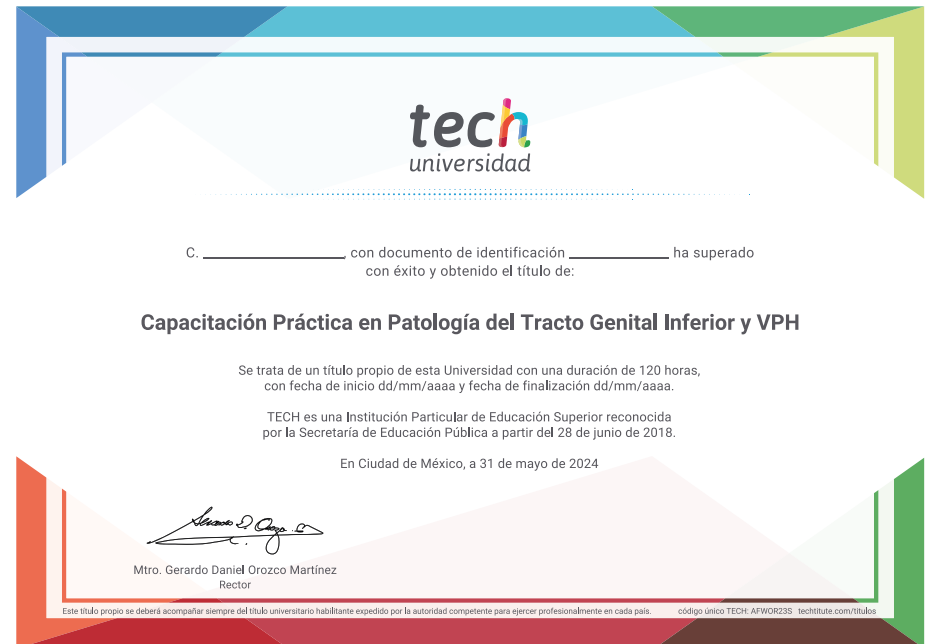 tech
universidad
C. ____________, con documento de identificación ____________ ha superado
con éxito y obtenido el título de:
Capacitación Práctica en Patología del Tracto Genital Inferior y VPH
Se trata de un título propio de esta Universidad con una duración de 120 horas,
con fecha de inicio dd/mm/aaaa y fecha de finalización dd/mm/aaaa.
TECH es una Institución Particular de Educación Superior reconocida
por la Secretaría de Educación Pública a partir del 28 de junio de 2018.
En Ciudad de México, a 31 de mayo de 2024
Mtro. Gerardo Daniel Orozco Martínez
Rector
Este título propio se deberá acompañar siempre del título universitario habilitante expedido por la autoridad competente para ejercer profesionalmente en cada país. código único TECH: AFWOR23S techtitute.com/titulos